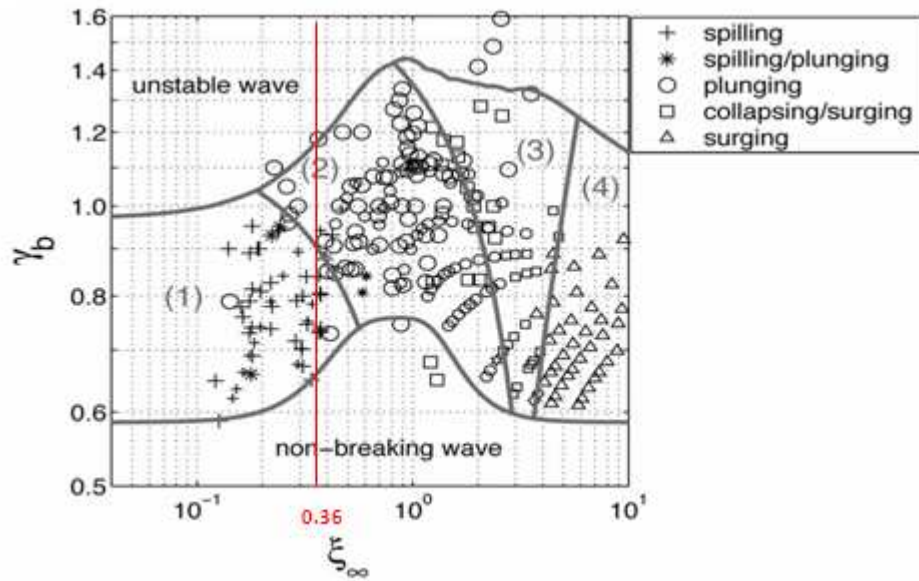 1.6
1.4
1.2
1.0
0.8
0.6
0.5
γb
unstable wave
(1)
(2)
(3)
(4)
non-breaking wave
10⁻¹
0.36
10⁰
10¹
ξ∞
spilling
spilling/plunging
plunging
collapsing/surging
surging